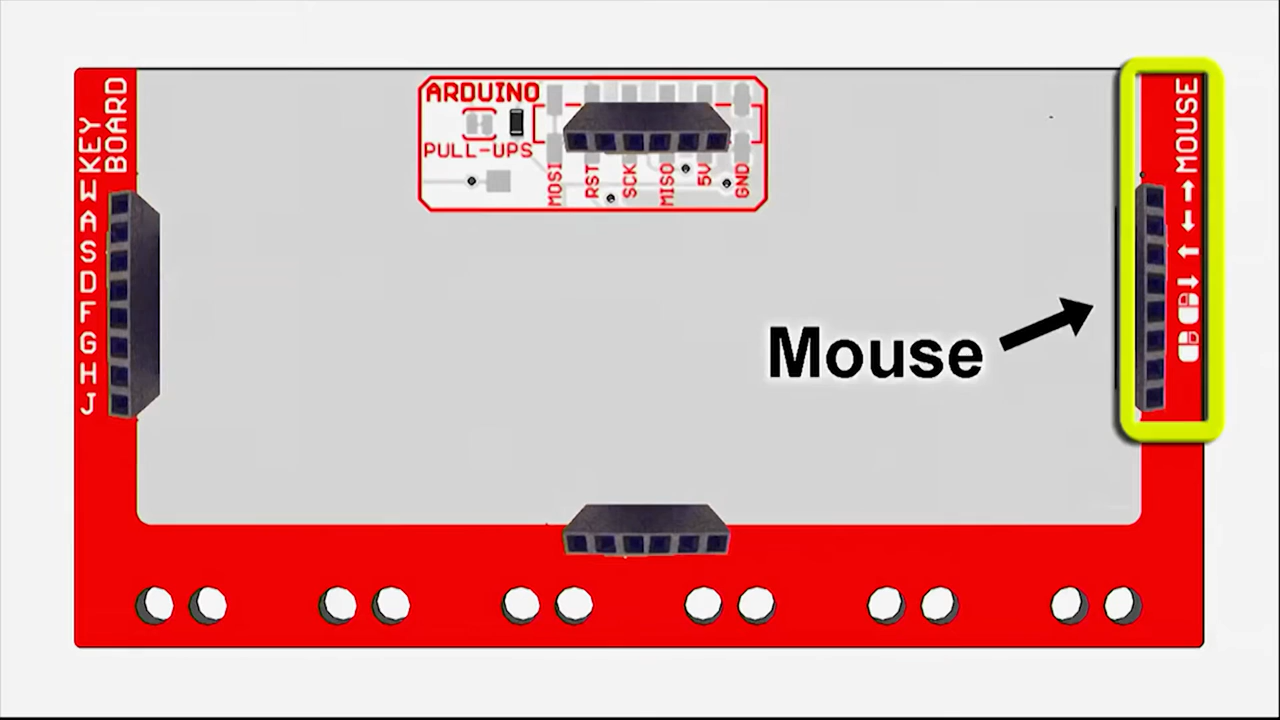 KEY
BOARD
W
A
S
D
F
G
H
J
ARDUINO
PULL-UPS
MOSI
RST
SCK
MISO
5V
GND
MOUSE
→
←
↑
↓
Mouse